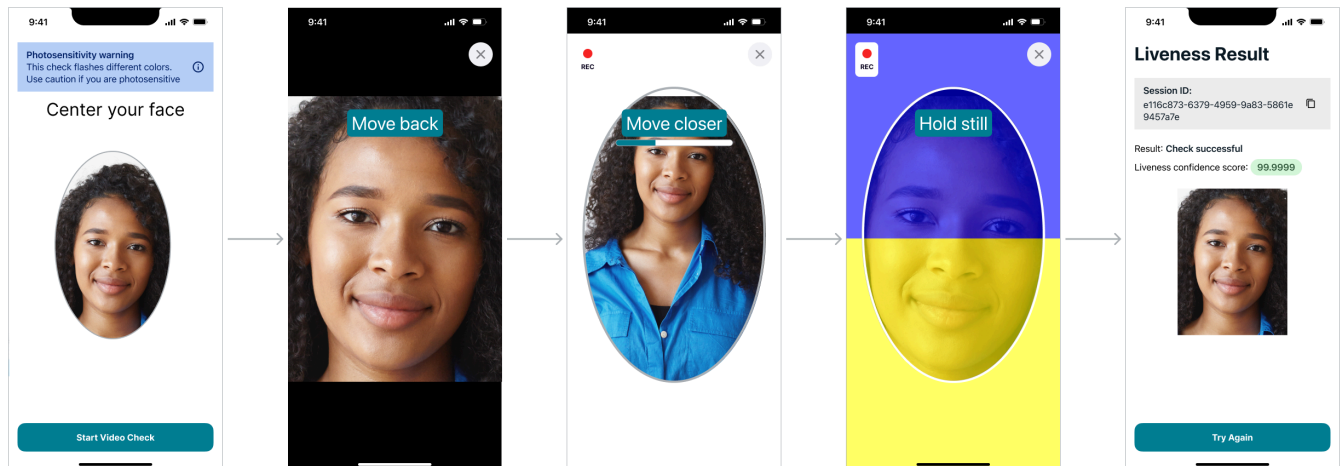 9:41
Photosensitivity warning
This check flashes different colors.
Use caution if you are photosensitive
Center your face
Start Video Check
9:41
Move back
9:41
REC
Move closer
9:41
REC
Hold still
9:41
Liveness Result
Session ID:
e116c873-6379-4959-9a83-5861e
9457a7e
Result: Check successful
Liveness confidence score: 99.9999
Try Again